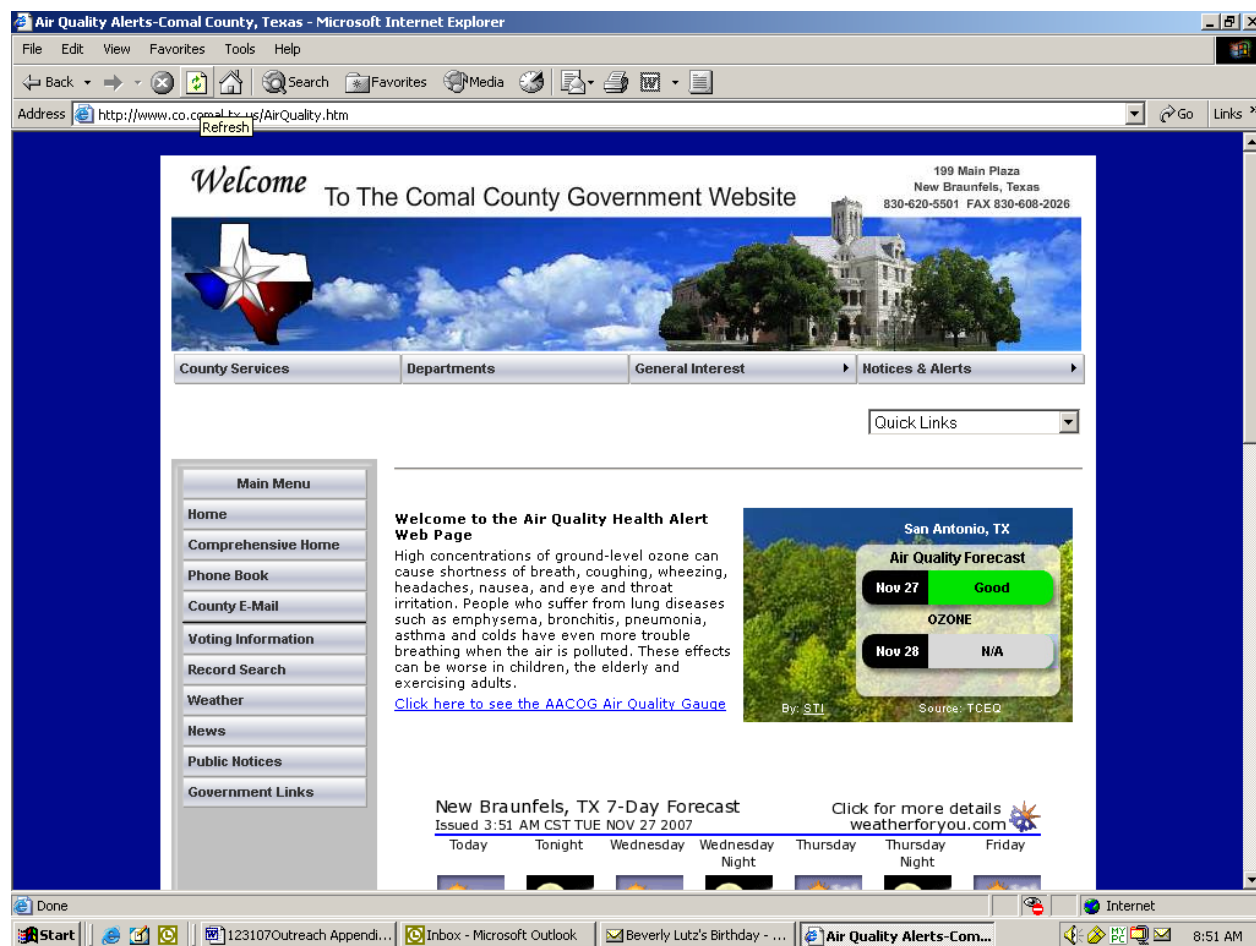 Air Quality Alerts-Comal County, Texas - Microsoft Internet Explorer
File Edit View Favorites Tools Help
Back Search Favorites Media
Address http://www.co.comal.tx.us/AirQuality.htm Go Links »
Refresh
Welcome To The Comal County Government Website
199 Main Plaza
New Braunfels, Texas
830-620-5501 FAX 830-608-2026
County Services Departments General Interest Notices & Alerts
Quick Links
Main Menu
Home
Comprehensive Home
Phone Book
County E-Mail
Voting Information
Record Search
Weather
News
Public Notices
Government Links
Welcome to the Air Quality Health Alert
Web Page
High concentrations of ground-level ozone can
cause shortness of breath, coughing, wheezing,
headaches, nausea, and eye and throat
irritation. People who suffer from lung diseases
such as emphysema, bronchitis, pneumonia,
asthma and colds have even more trouble
breathing when the air is polluted. These effects
can be worse in children, the elderly and
exercising adults.
Click here to see the AACOG Air Quality Gauge
San Antonio, TX
Air Quality Forecast
Nov 27 Good
OZONE
Nov 28 N/A
By: STI Source: TCEQ
New Braunfels, TX 7-Day Forecast
Issued 3:51 AM CST TUE NOV 27 2007
Click for more details
weatherforyou.com
Today Tonight Wednesday Wednesday Night Thursday Thursday Night Friday
Done Internet
Start 123107Outreach Appendi... Inbox - Microsoft Outlook Beverly Lutz's Birthday - ... Air Quality Alerts-Com... MY PC 8:51 AM